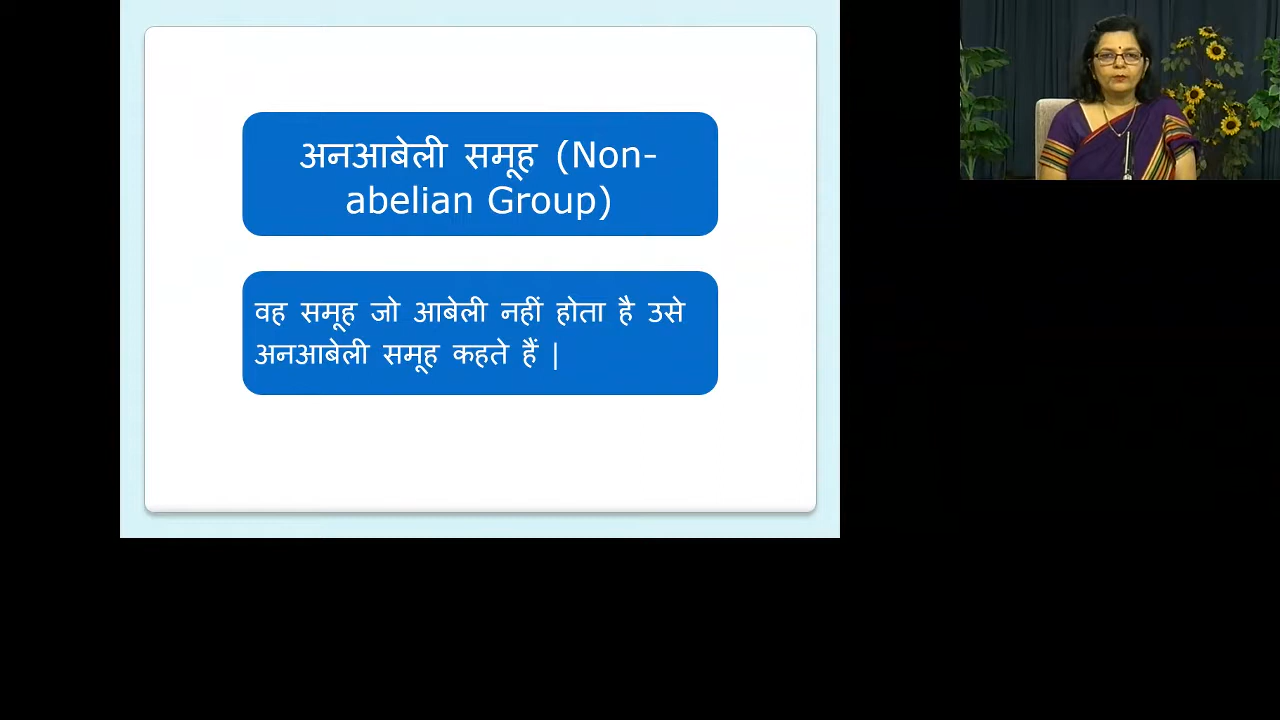 अनआबेली समूह (Non-
abelian Group)
वह समूह जो आबेली नहीं होता है उसे
अनआबेली समूह कहते हैं |